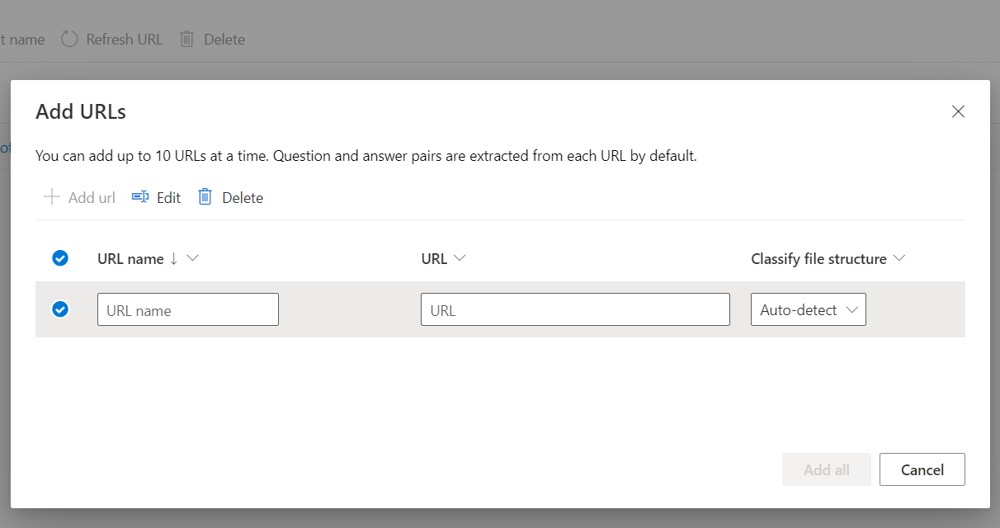 t name Refresh URL Delete
Add URLs
You can add up to 10 URLs at a time. Question and answer pairs are extracted from each URL by default.
Add url Edit Delete
URL name URL Classify file structure
URL name URL Auto-detect
of
Add all Cancel